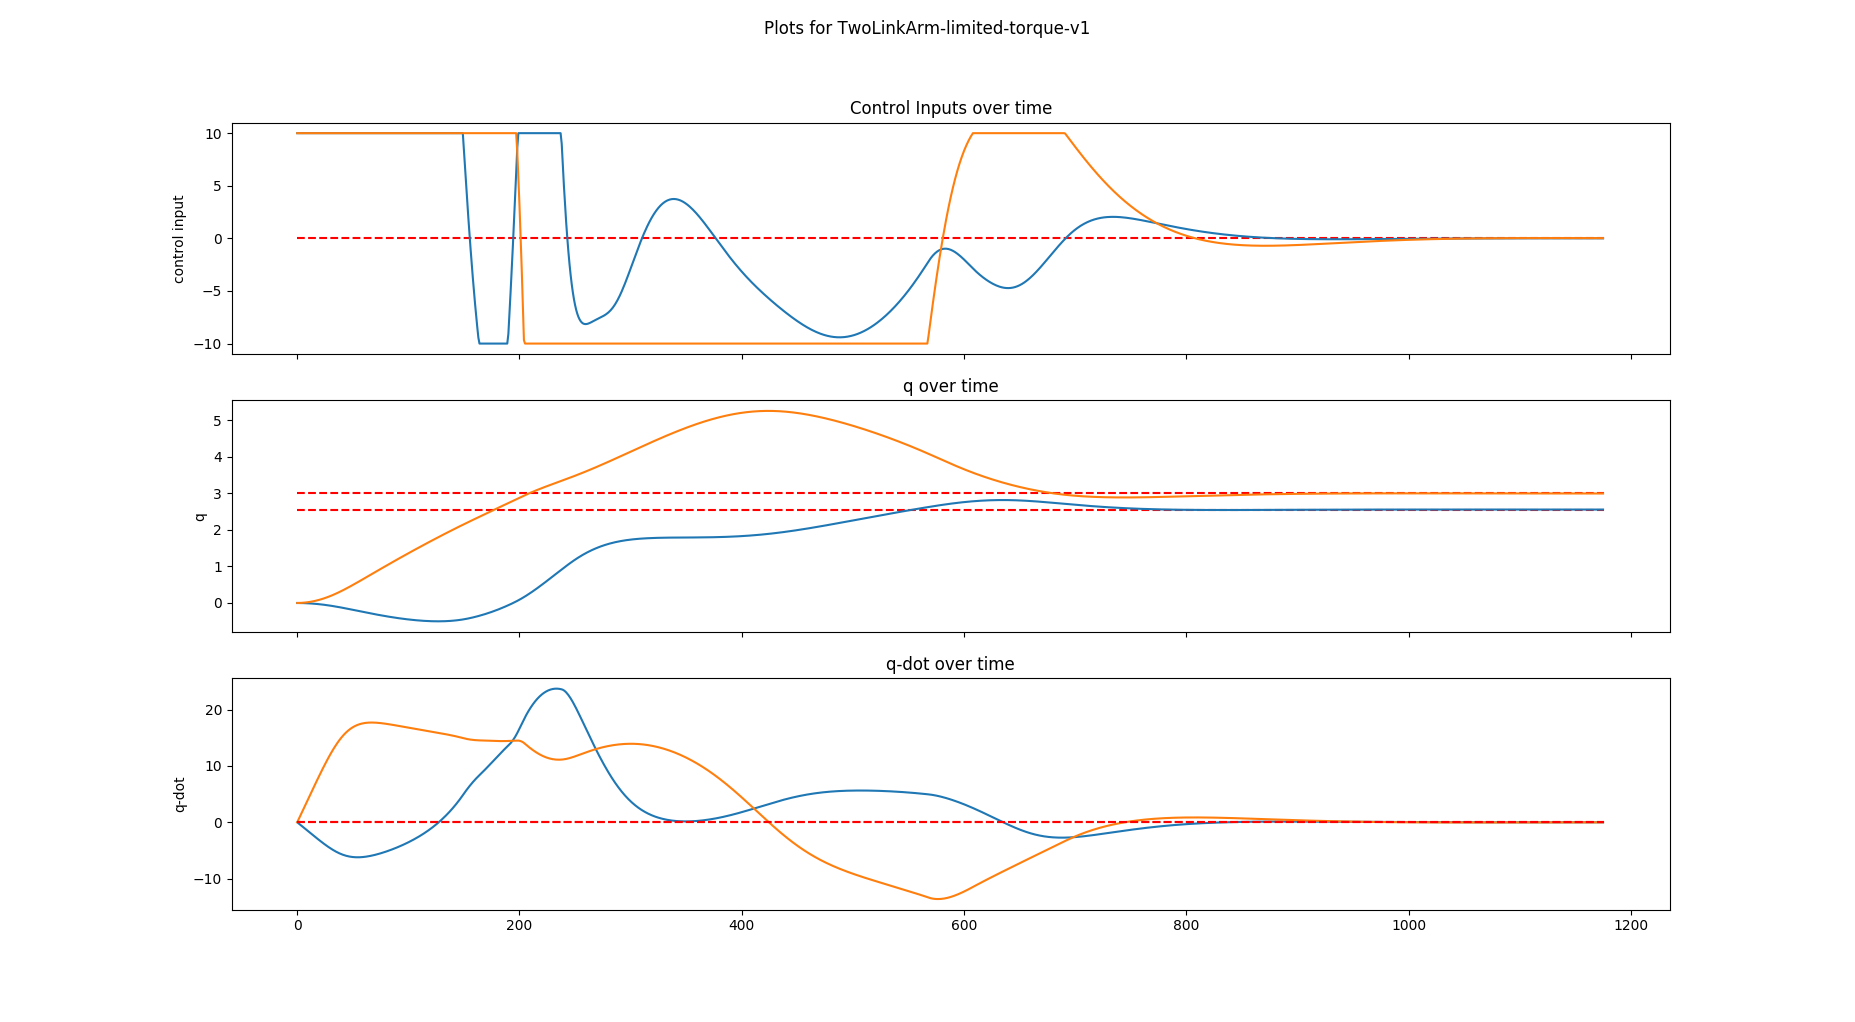 Plots for TwoLinkArm-limited-torque-v1
Control Inputs over time
control input
10
5
0
−5
−10
q over time
q
5
4
3
2
1
0
q-dot over time
q-dot
20
10
0
−10
0 200 400 600 800 1000 1200